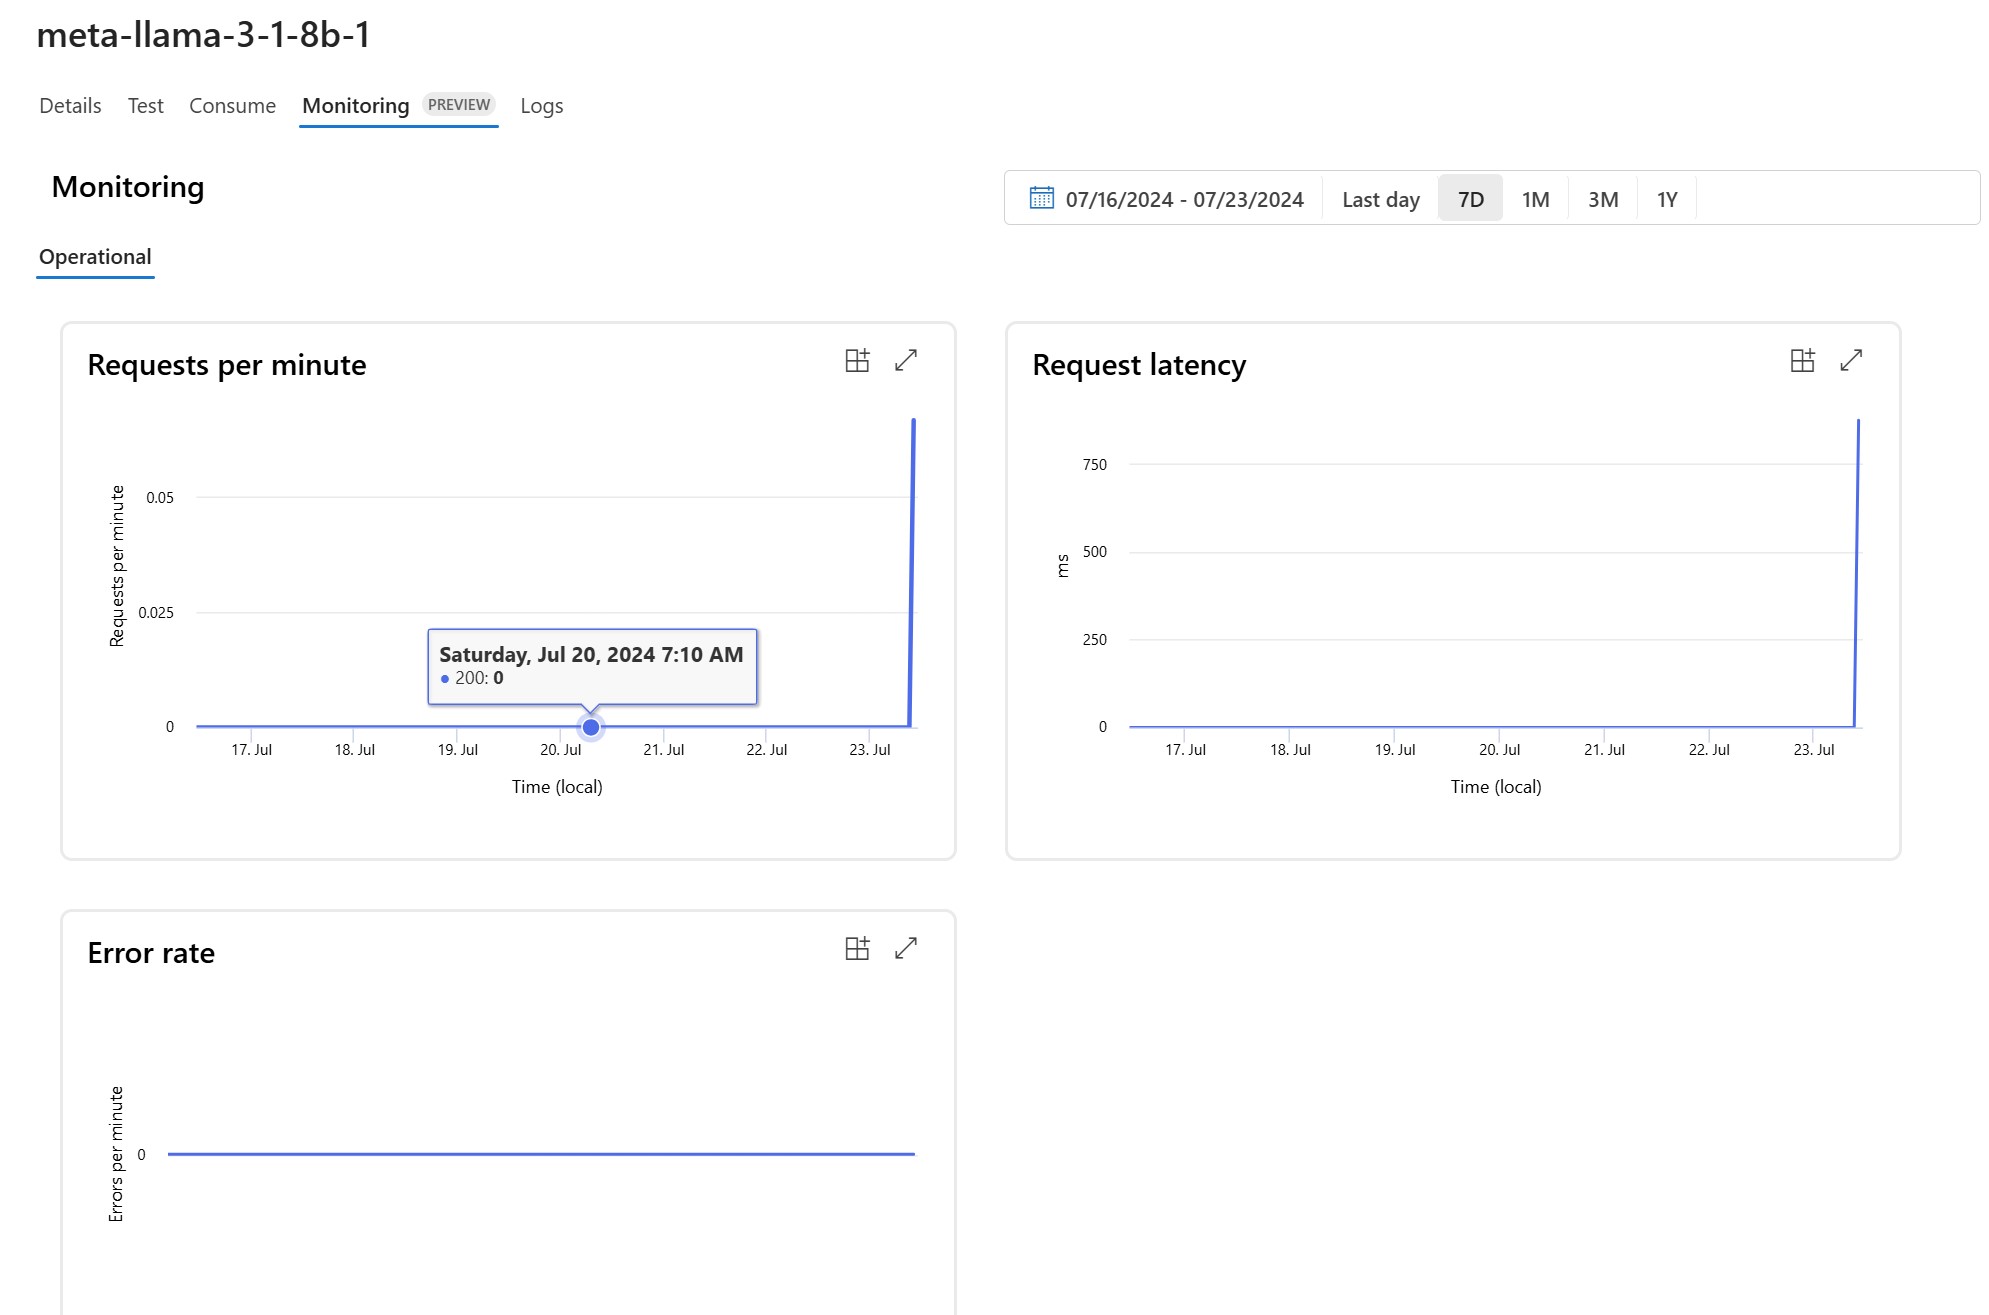 meta-llama-3-1-8b-1
Details Test Consume Monitoring PREVIEW Logs
Monitoring
07/16/2024 - 07/23/2024 Last day 7D 1M 3M 1Y
Operational
Requests per minute
Requests per minute
0.05
0.025
0
Saturday, Jul 20, 2024 7:10 AM
200: 0
17. Jul 18. Jul 19. Jul 20. Jul 21. Jul 22. Jul 23. Jul
Time (local)
Request latency
ms
750
500
250
0
17. Jul 18. Jul 19. Jul 20. Jul 21. Jul 22. Jul 23. Jul
Time (local)
Error rate
Errors per minute
0